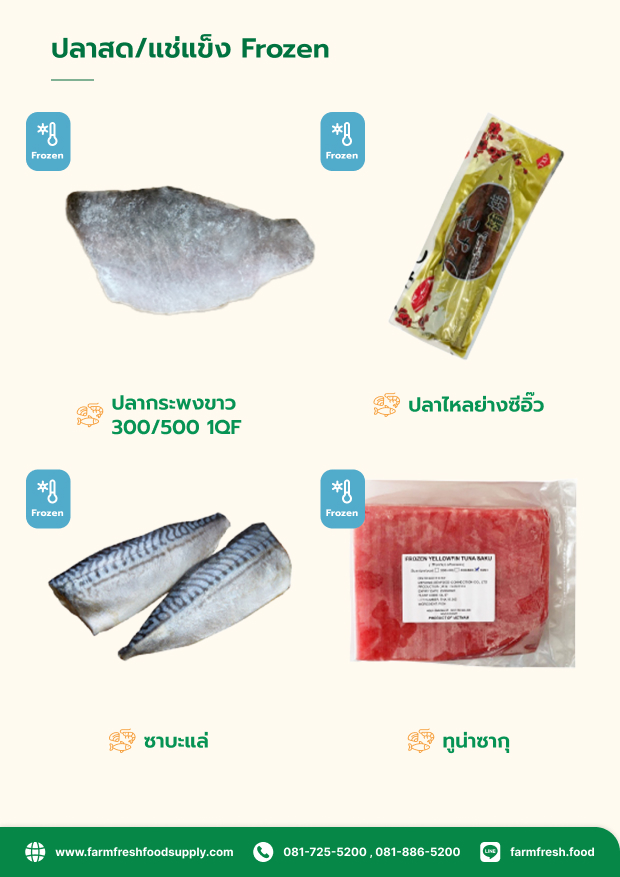 ปลาสด/แช่แข็ง Frozen
Frozen
Frozen
ปลากระพงขาว
300/500 1QF
ปลาไหลย่างซีอิ๊ว
Frozen
Frozen
FROZEN YELLOWFIN TUNA SAKU
PRODUCT OF VIETNAM
ซาบะแล่
ทูน่าซากุ
www.farmfreshfoodsupply.com
081-725-5200 , 081-886-5200
LINE
farmfresh.food